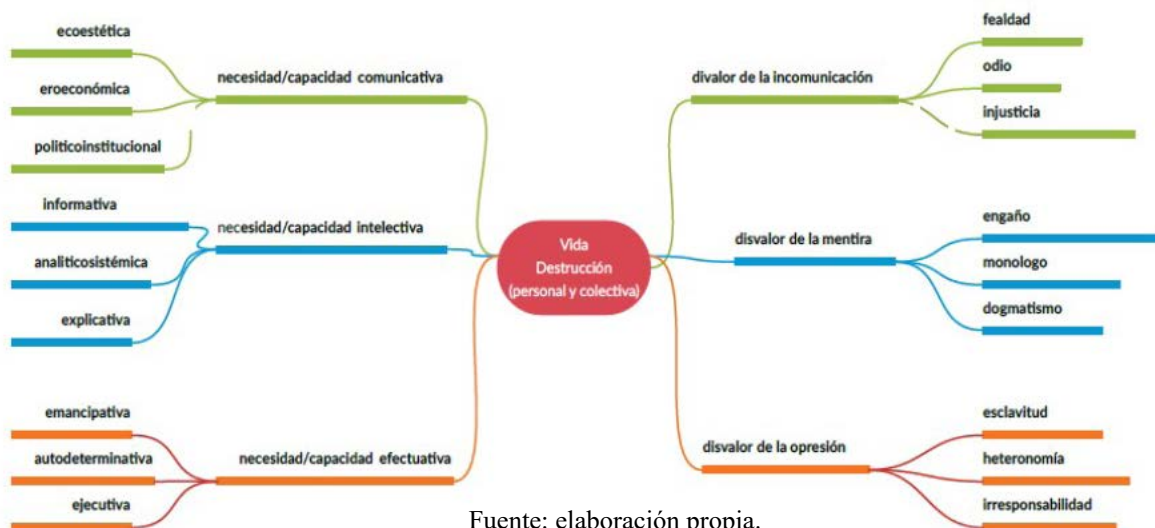 ecoestética
eroeconómica
politicoinstitucional
necesidad/capacidad comunicativa
informativa
analiticosistémica
explicativa
necesidad/capacidad intelectiva
emancipativa
autodeterminativa
ejecutiva
necesidad/capacidad efectuativa
Vida
Destrucción
(personal y colectiva)
divalor de la incomunicación
fealdad
odio
injusticia
disvalor de la mentira
engaño
monologo
dogmatismo
disvalor de la opresión
esclavitud
heteronomía
irresponsabilidad
Fuente: elaboración propia.